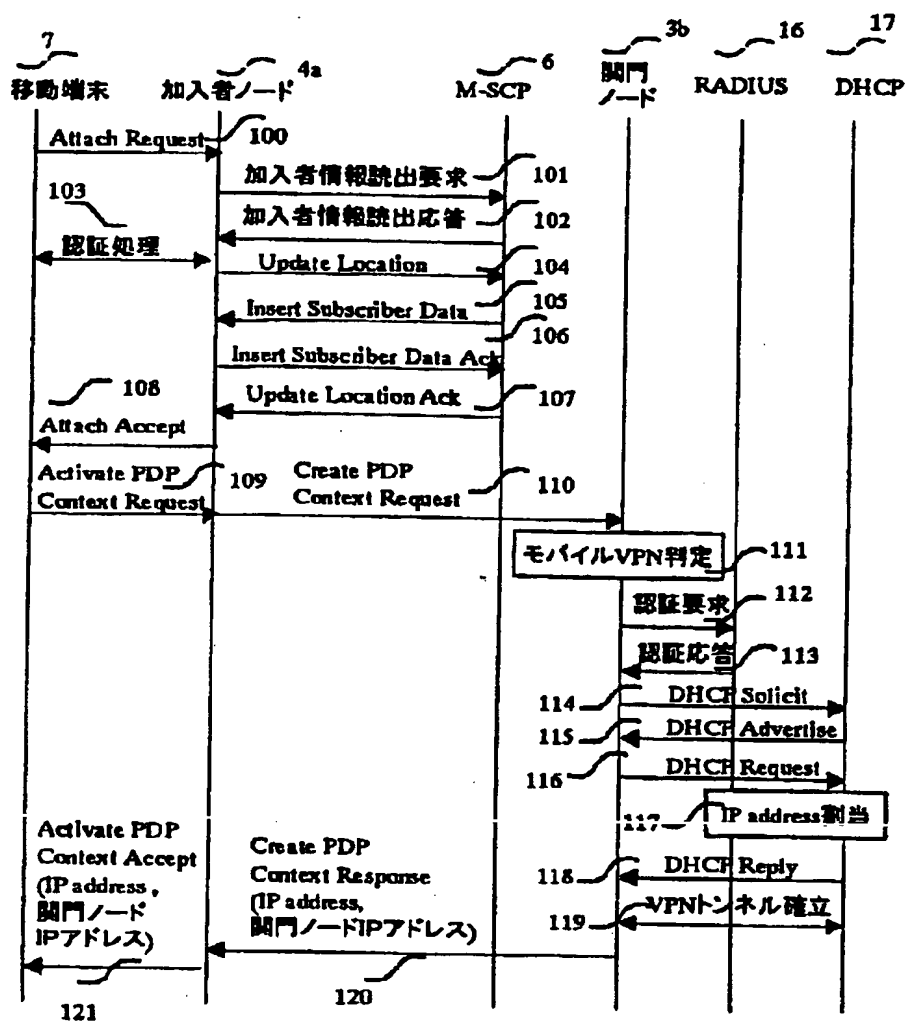 7
移動端末
4a
加入者ノード
6
M-SCP
3b
関門
ノード
16
RADIUS
17
DHCP
Attach Request
100
加入者情報読出要求
101
103
加入者情報読出応答
102
認証処理
Update Location
104
Insert Subscriber Data
105
106
Insert Subscriber Data Ack
108
Update Location Ack
107
Attach Accept
Activate PDP
Context Request
109
Create PDP
Context Request
110
モバイルVPN判定
111
認証要求
112
認証応答
113
114
DHCP Solicit
115
DHCP Advertise
116
DHCP Request
117
IP address割当
118
DHCP Reply
119
VPNトンネル確立
Activate PDP
Context Accept
(IP address,
関門ノード
IPアドレス)
Create PDP
Context Response
(IP address,
関門ノードIPアドレス)
120
121